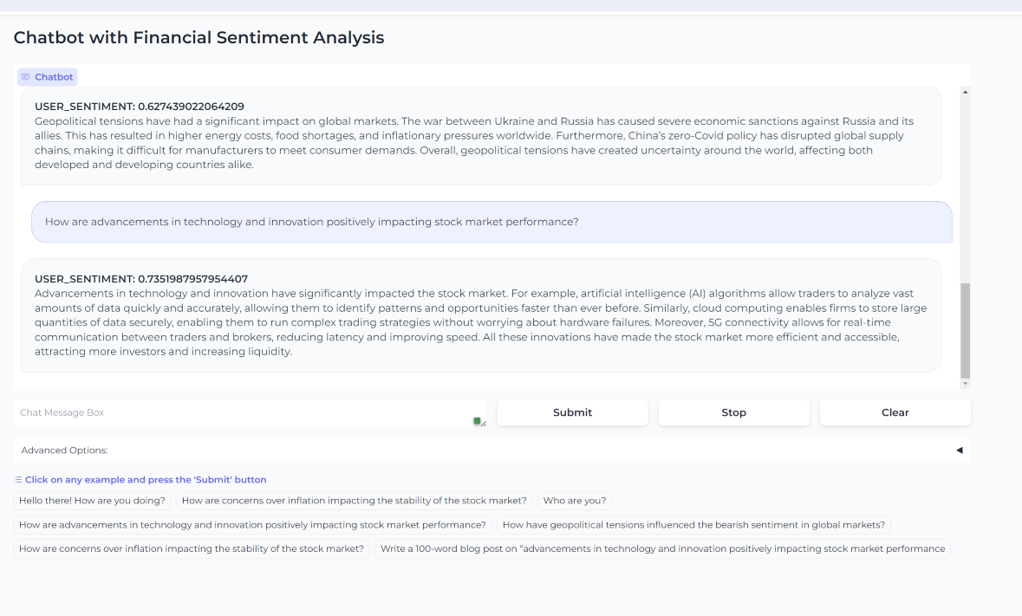 Chatbot with Financial Sentiment Analysis
Chatbot
USER_SENTIMENT: 0.627439022064209
Geopolitical tensions have had a significant impact on global markets. The war between Ukraine and Russia has caused severe economic sanctions against Russia and its
allies. This has resulted in higher energy costs, food shortages, and inflationary pressures worldwide. Furthermore, China's zero-Covid policy has disrupted global supply
chains, making it difficult for manufacturers to meet consumer demands. Overall, geopolitical tensions have created uncertainty around the world, affecting both
developed and developing countries alike.
How are advancements in technology and innovation positively impacting stock market performance?
USER_SENTIMENT: 0.7351987957954407
Advancements in technology and innovation have significantly impacted the stock market. For example, artificial intelligence (AI) algorithms allow traders to analyze vast
amounts of data quickly and accurately, allowing them to identify patterns and opportunities faster than ever before. Similarly, cloud computing enables firms to store large
quantities of data securely, enabling them to run complex trading strategies without worrying about hardware failures. Moreover, 5G connectivity allows for real-time
communication between traders and brokers, reducing latency and improving speed. All these innovations have made the stock market more efficient and accessible,
attracting more investors and increasing liquidity.
Chat Message Box
Submit
Stop
Clear
Advanced Options:
Click on any example and press the 'Submit' button
Hello there! How are you doing?
How are concerns over inflation impacting the stability of the stock market?
Who are you?
How are advancements in technology and innovation positively impacting stock market performance?
How have geopolitical tensions influenced the bearish sentiment in global markets?
How are concerns over inflation impacting the stability of the stock market?
Write a 100-word blog post on "advancements in technology and innovation positively impacting stock market performance